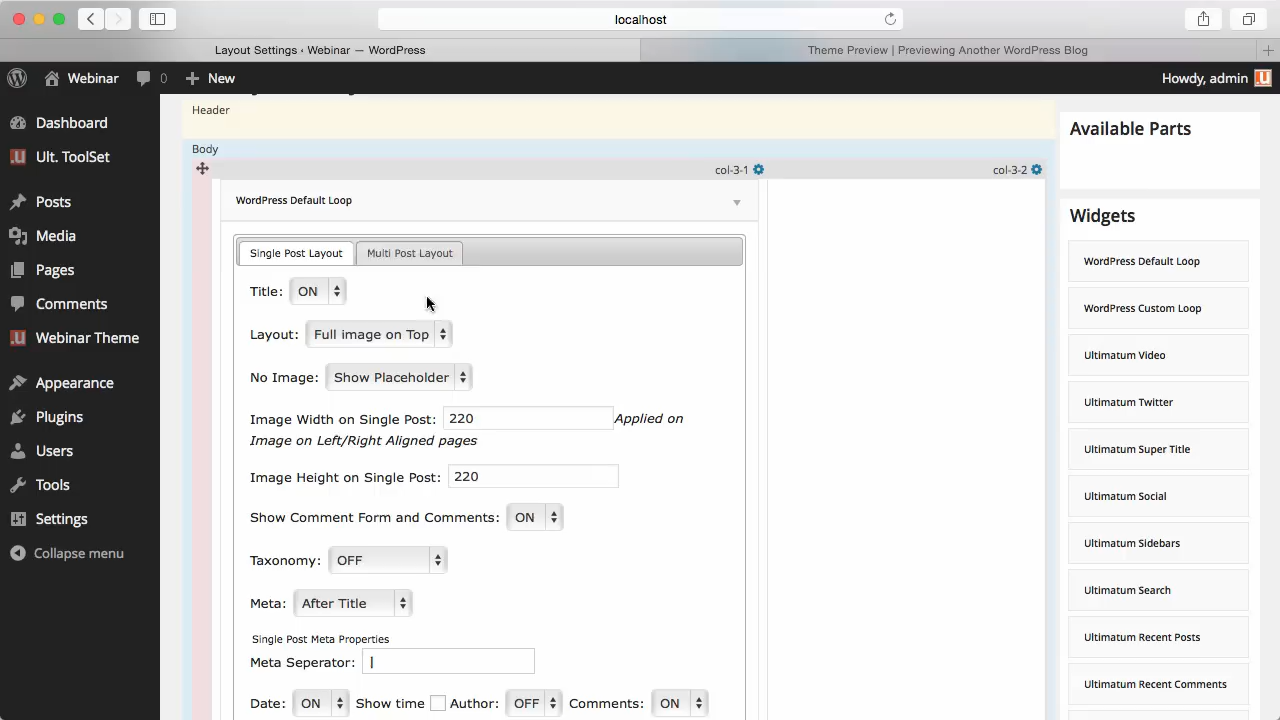 localhost
Layout Settings ‹ Webinar — WordPress
Theme Preview | Previewing Another WordPress Blog
Webinar 0 New
Howdy, admin
Dashboard
Ult. ToolSet
Posts
Media
Pages
Comments
Webinar Theme
Appearance
Plugins
Users
Tools
Settings
Collapse menu
Header
Body
col-3-1
col-3-2
WordPress Default Loop
Single Post Layout
Multi Post Layout
Title: ON
Layout: Full image on Top
No Image: Show Placeholder
Image Width on Single Post: 220 Applied on
Image on Left/Right Aligned pages
Image Height on Single Post: 220
Show Comment Form and Comments: ON
Taxonomy: OFF
Meta: After Title
Single Post Meta Properties
Meta Seperator: |
Date: ON Show time Author: OFF Comments: ON
Available Parts
Widgets
WordPress Default Loop
WordPress Custom Loop
Ultimatum Video
Ultimatum Twitter
Ultimatum Super Title
Ultimatum Social
Ultimatum Sidebars
Ultimatum Search
Ultimatum Recent Posts
Ultimatum Recent Comments